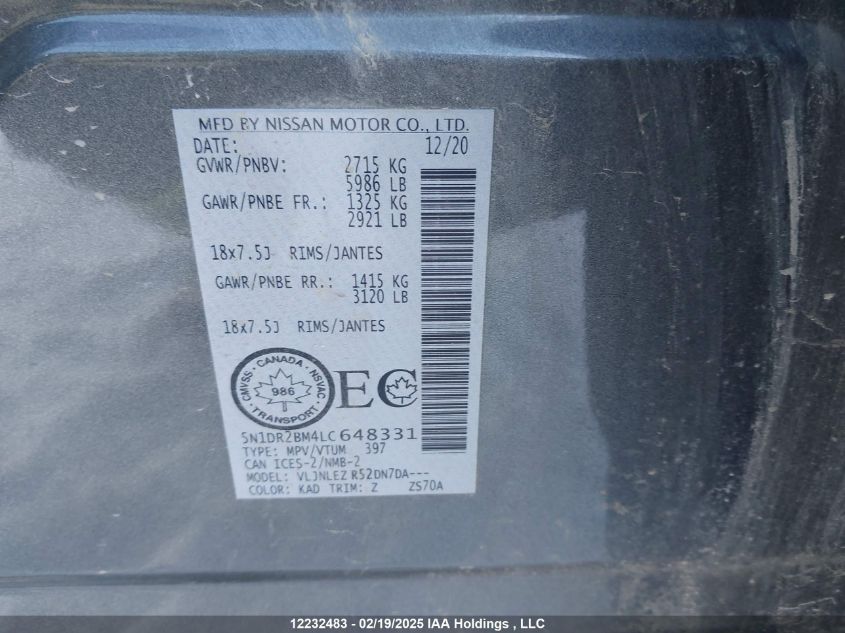 MFD BY NISSAN MOTOR CO., LTD.
DATE: 12/20
GVWR/PNBV: 2715 KG
5986 LB
GAWR/PNBE FR.: 1325 KG
2921 LB
18x7.5J RIMS/JANTES
GAWR/PNBE RR.: 1415 KG
3120 LB
18x7.5J RIMS/JANTES
CANADA
CMVSS · NSVAC
986
TRANSPORT
EC
5N1DR2BM4LC648331
TYPE: MPV/VTUM 397
CAN ICES-2/NMB-2
MODEL: VLJNLEZ R52DN7DA---
COLOR: KAD TRIM: Z ZS70A
12232483 - 02/19/2025 IAA Holdings , LLC